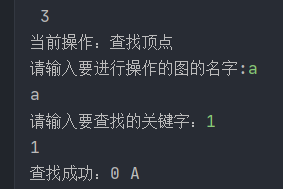 3
当前操作：查找顶点
请输入要进行操作的图的名字:a
a
请输入要查找的关键字：1
1
查找成功：0 A